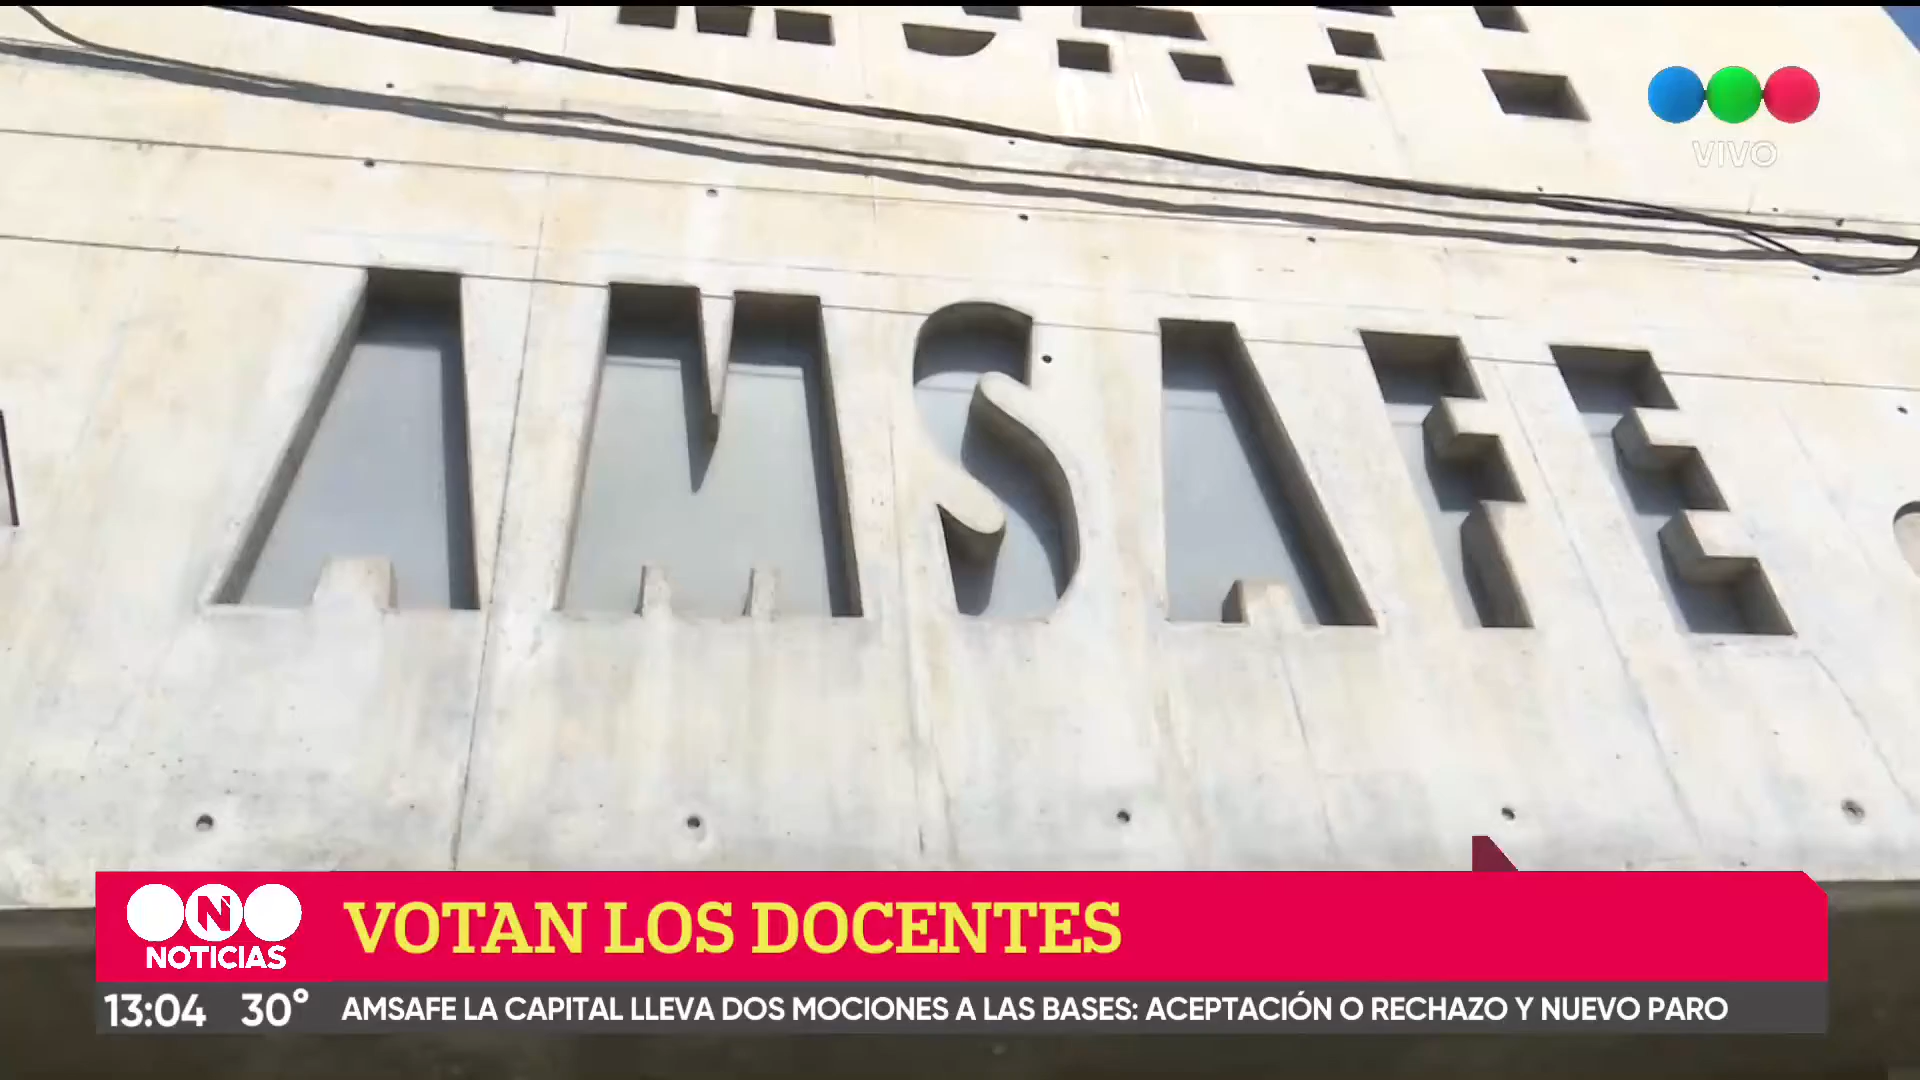 VIVO
AMSAFE
N
NOTICIAS
VOTAN LOS DOCENTES
13:04 30° AMSAFE LA CAPITAL LLEVA DOS MOCIONES A LAS BASES: ACEPTACIÓN O RECHAZO Y NUEVO PARO